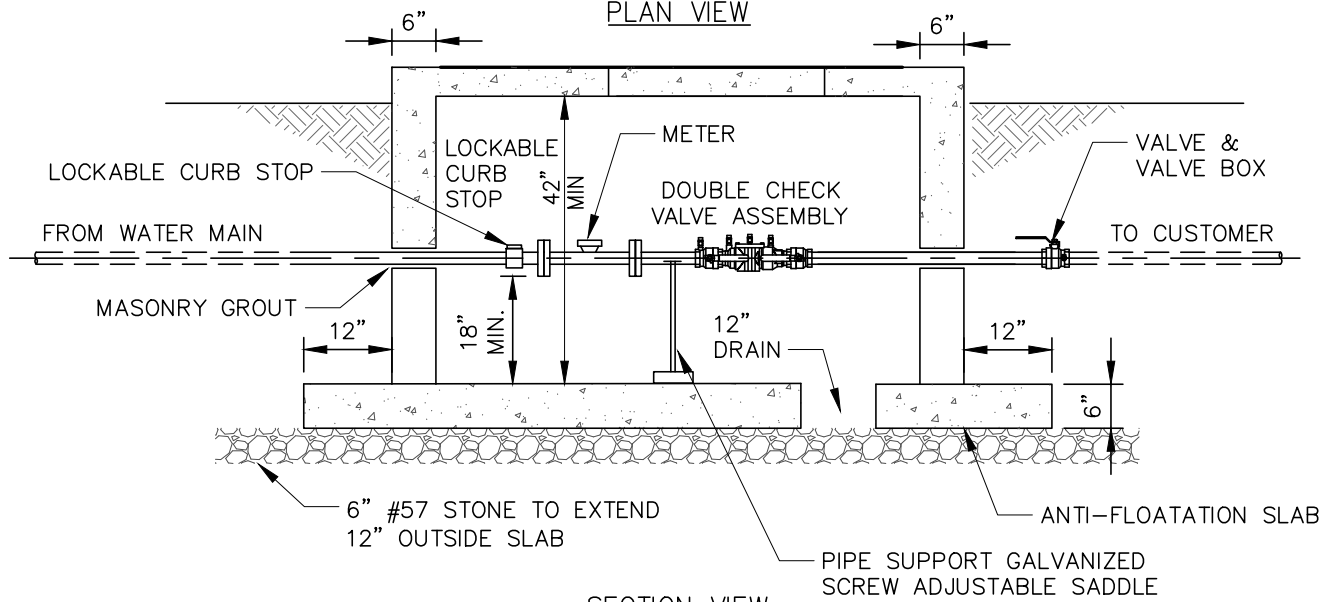 PLAN VIEW
6”
6”
METER
LOCKABLE
CURB
STOP
42”
MIN
VALVE &
VALVE BOX
LOCKABLE CURB STOP
DOUBLE CHECK
VALVE ASSEMBLY
FROM WATER MAIN
TO CUSTOMER
MASONRY GROUT
12”
18”
MIN.
12”
DRAIN
12”
6”
6” #57 STONE TO EXTEND
12” OUTSIDE SLAB
ANTI-FLOATATION SLAB
PIPE SUPPORT GALVANIZED
SCREW ADJUSTABLE SADDLE
SECTION VIEW